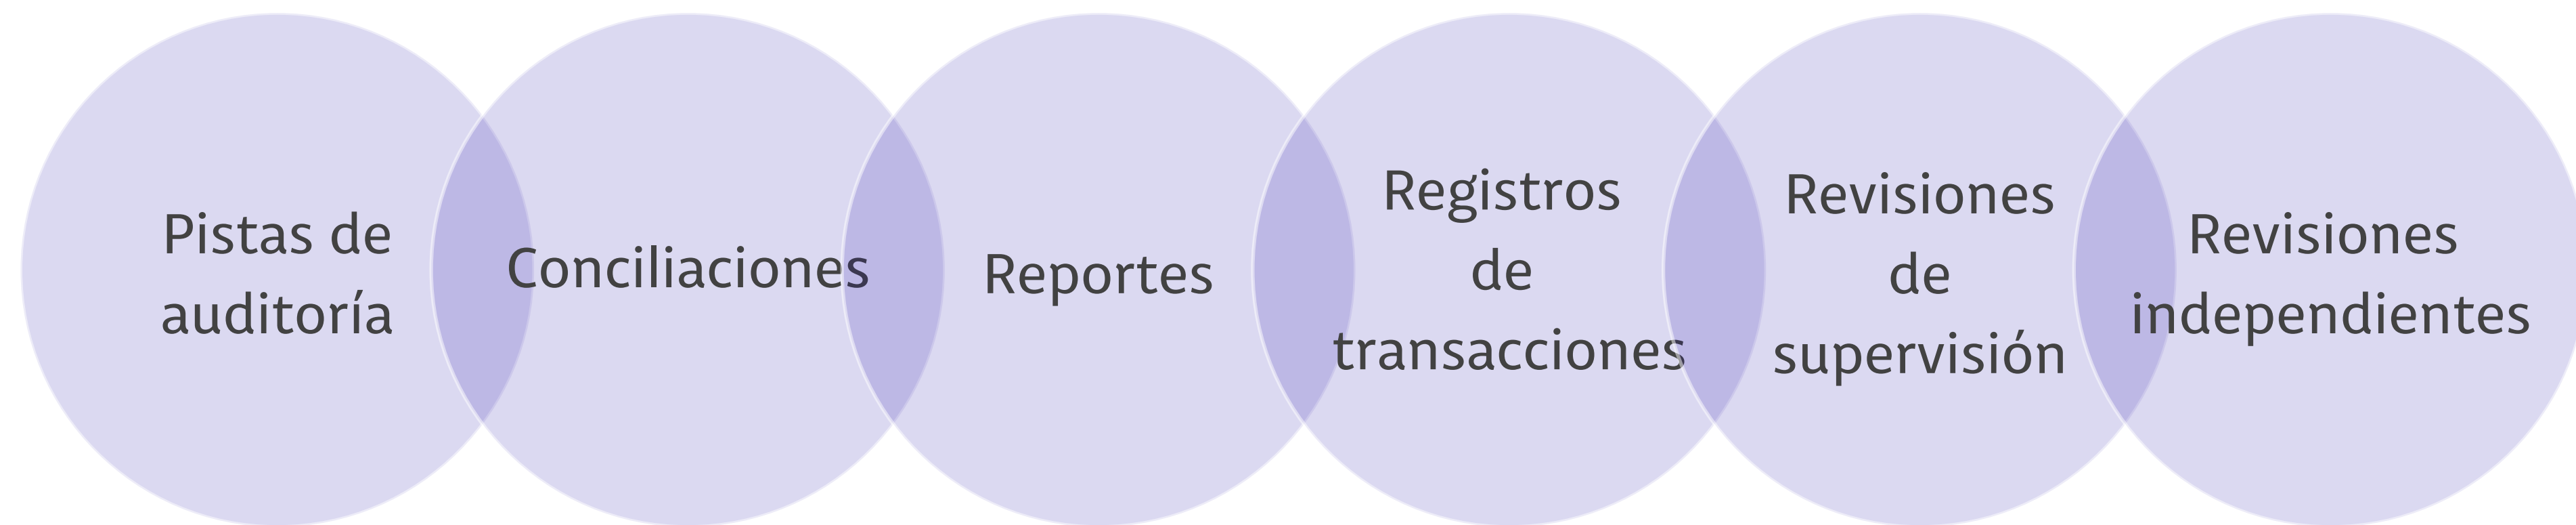 Pistas de
auditoría
Conciliaciones
Reportes
Registros
de
transacciones
Revisiones
de
supervisión
Revisiones
independientes